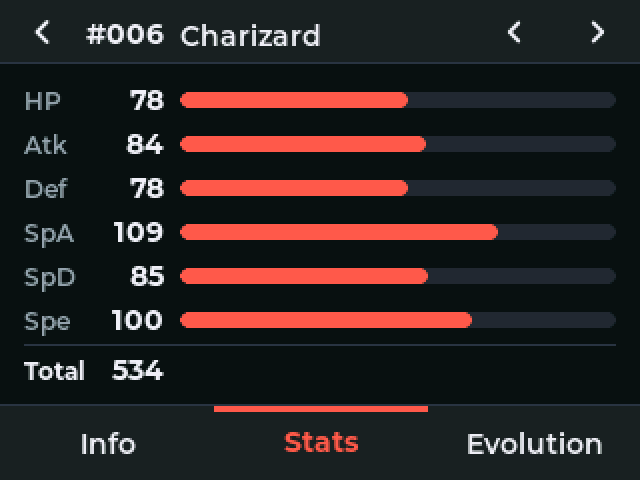 #006 Charizard
HP 78
Atk 84
Def 78
SpA 109
SpD 85
Spe 100
Total 534
Info Stats Evolution